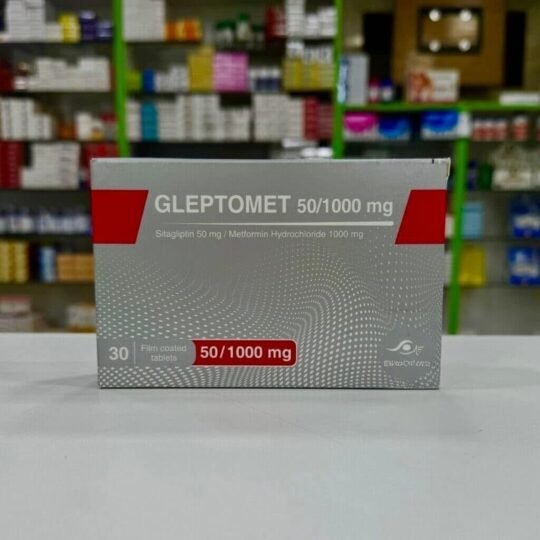 GLEPTOMET 50/1000 mg
Sitagliptin 50 mg / Metformin Hydrochloride 1000 mg
30
Film coated
tablets
50/1000 mg